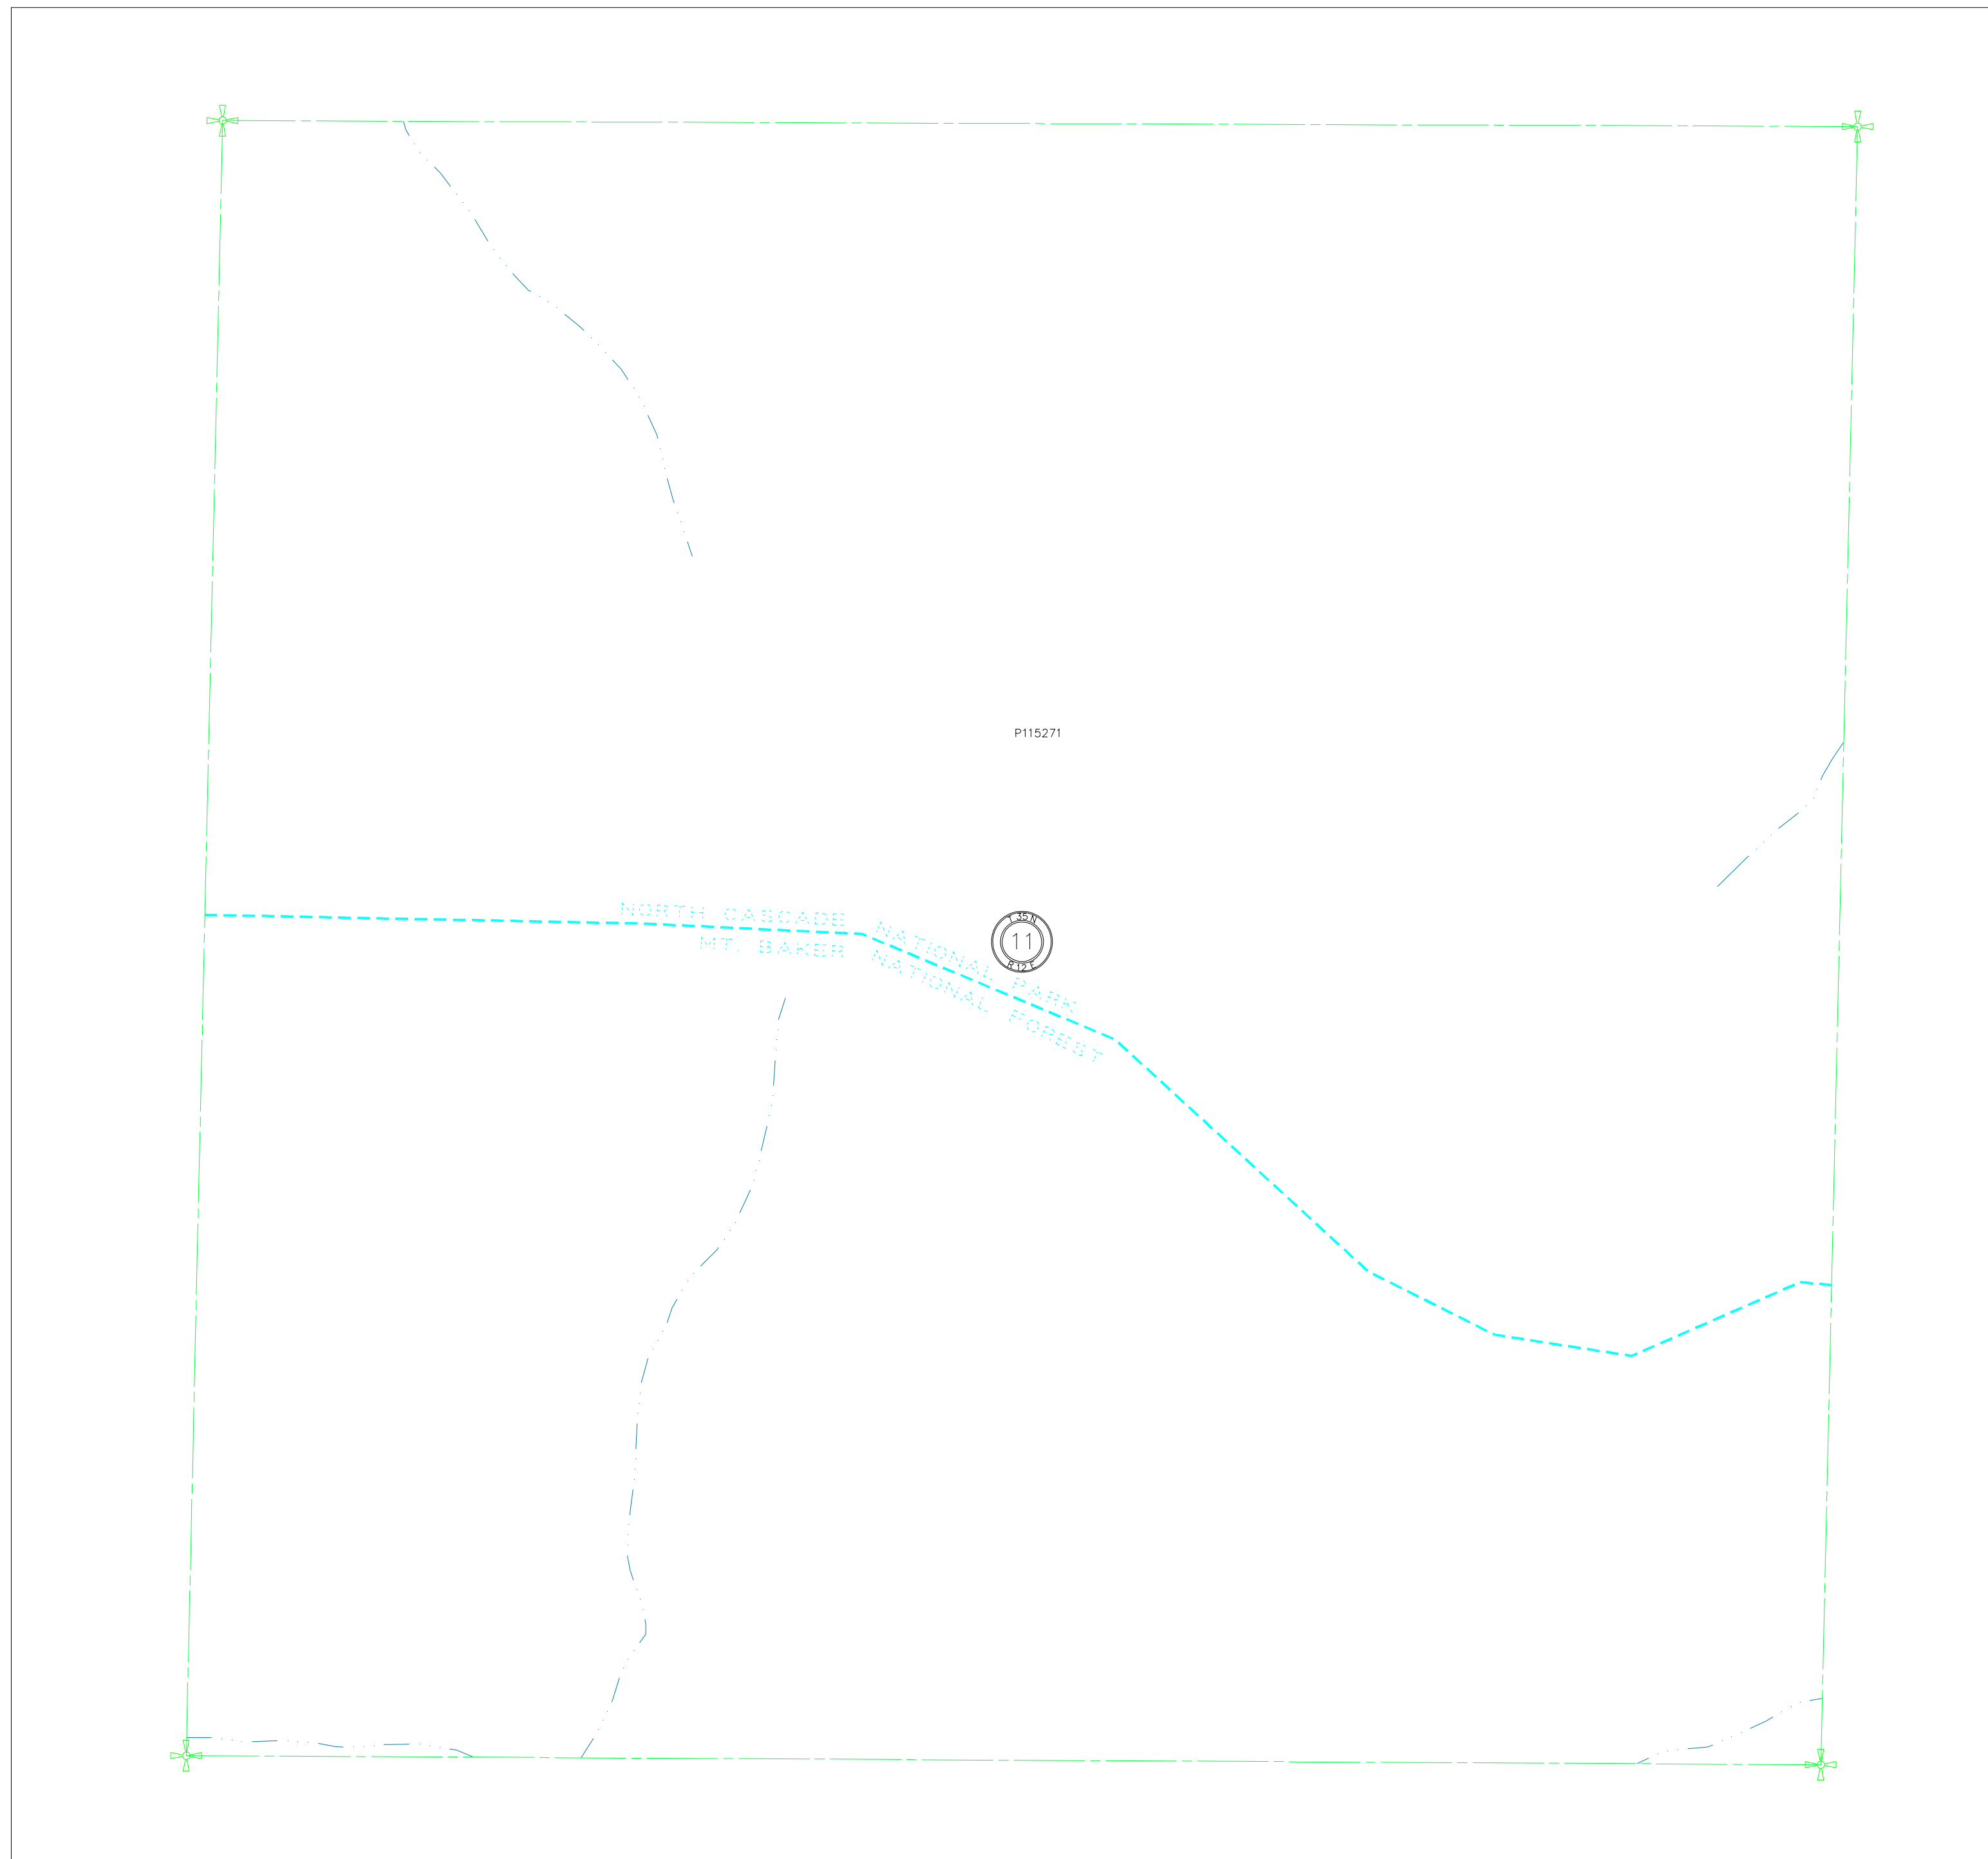 P115271
NORTH CASCADE NATIONAL PARK
MT BAKER NATIONAL FOREST
T 35 N
11
R 12 E